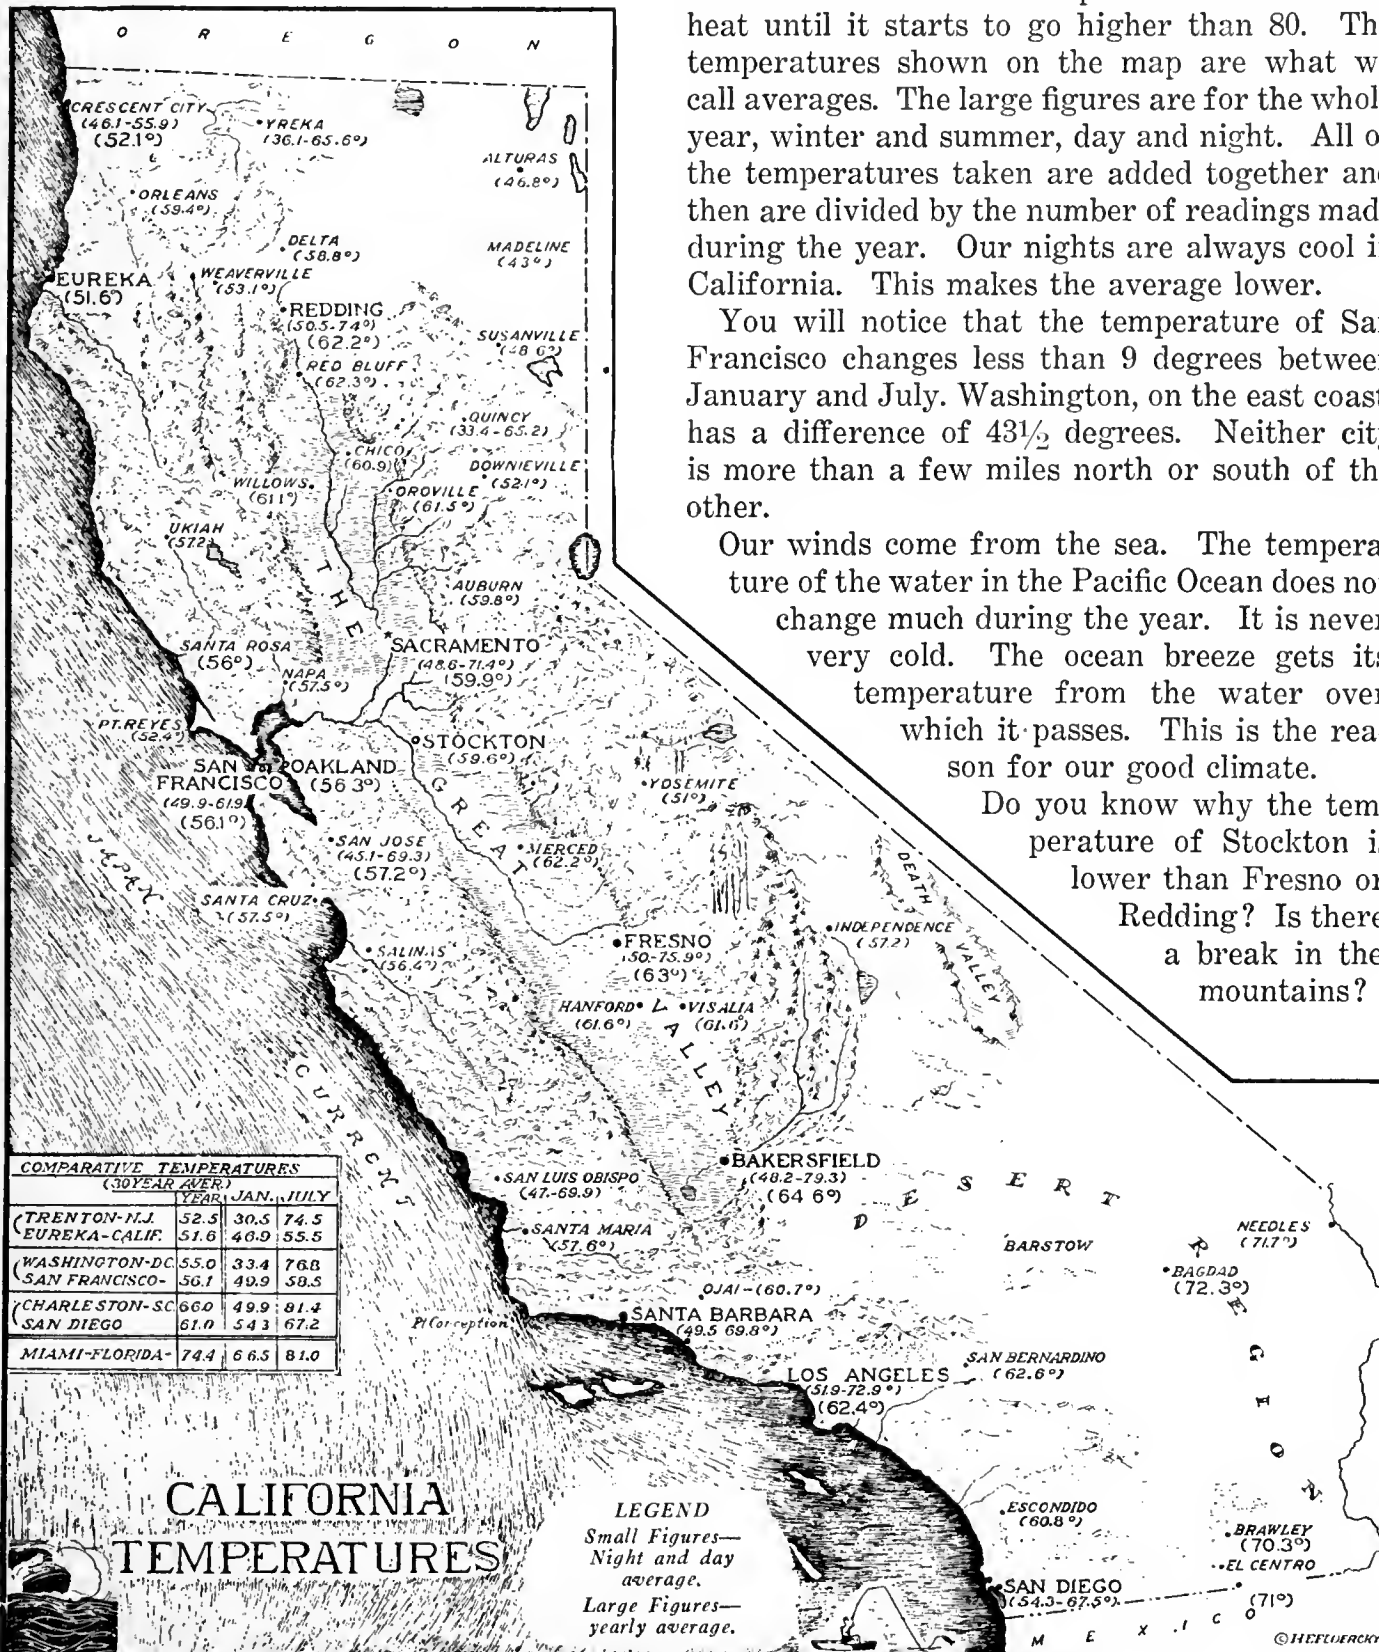 heat until it starts to go higher than 80. Th
temperatures shown on the map are what w
call averages. The large figures are for the whol
year, winter and summer, day and night. All o
the temperatures taken are added together and
then are divided by the number of readings mad
during the year. Our nights are always cool i
California. This makes the average lower.
You will notice that the temperature of Sa
Francisco changes less than 9 degrees between
January and July. Washington, on the east coast
has a difference of 43½ degrees. Neither cit
is more than a few miles north or south of th
other.
Our winds come from the sea. The tempera
ture of the water in the Pacific Ocean does no
change much during the year. It is never
very cold. The ocean breeze gets its
temperature from the water over
which it passes. This is the rea
son for our good climate.
Do you know why the tem
perature of Stockton i
lower than Fresno or
Redding? Is there
a break in the
mountains?
OREGON
CRESCENT CITY
(46.1-55.9)
(52.1°)
YREKA
(36.1-65.6°)
ALTURAS
(46.8°)
ORLEANS
(59.4°)
DELTA
(58.8°)
MADELINE
(43°)
EUREKA
(51.6°)
WEAVERVILLE
(53.1°)
REDDING
(50.5-74°)
(62.2°)
SUSANVILLE
(48.6°)
RED BLUFF
(62.3°)
QUINCY
(33.4-65.2)
CHICO
(60.9)
DOWNIEVILLE
(52.1°)
WILLOWS
(61.1°)
OROVILLE
(61.5°)
UKIAH
(57.2)
AUBURN
(59.8°)
SANTA ROSA
(56°)
SACRAMENTO
(48.6-71.4°)
(59.9°)
NAPA
(57.5°)
PT. REYES
(52.4°)
STOCKTON
(59.6°)
SAN FRANCISCO
(49.9-61.9)
(56.1°)
OAKLAND
(56.3°)
YOSEMITE
(51°)
SAN JOSE
(45.1-69.3)
(57.2°)
MERCED
(62.2°)
SANTA CRUZ
(57.5°)
SALINAS
(56.4°)
FRESNO
(50.-75.9°)
(63°)
INDEPENDENCE
(57.2)
DEATH VALLEY
HANFORD
(61.6°)
VISALIA
(61.6°)
THE GREAT VALLEY
JAPAN CURRENT
BAKERSFIELD
(48.2-79.3)
(64.6°)
SAN LUIS OBISPO
(47.-69.9)
SANTA MARIA
(57.6°)
DESERT REGION
BARSTOW
NEEDLES
(71.7°)
BAGDAD
(72.3°)
OJAI-(60.7°)
SANTA BARBARA
(49.5 69.8°)
Pt Conception
LOS ANGELES
(51.9-72.9°)
(62.4°)
SAN BERNARDINO
(62.6°)
ESCONDIDO
(60.8°)
BRAWLEY
(70.3°)
EL CENTRO
(71°)
SAN DIEGO
(54.3-67.5°)
MEXICO
COMPARATIVE TEMPERATURES
(30 YEAR AVER.)
YEAR JAN. JULY
TRENTON-N.J. 52.5 30.5 74.5
EUREKA-CALIF. 51.6 46.9 55.5
WASHINGTON-DC 55.0 33.4 76.8
SAN FRANCISCO- 56.1 49.9 58.5
CHARLESTON-SC 66.0 49.9 81.4
SAN DIEGO 61.0 54.3 67.2
MIAMI-FLORIDA- 74.4 66.5 81.0
CALIFORNIA
TEMPERATURES
LEGEND
Small Figures—
Night and day
average.
Large Figures—
yearly average.